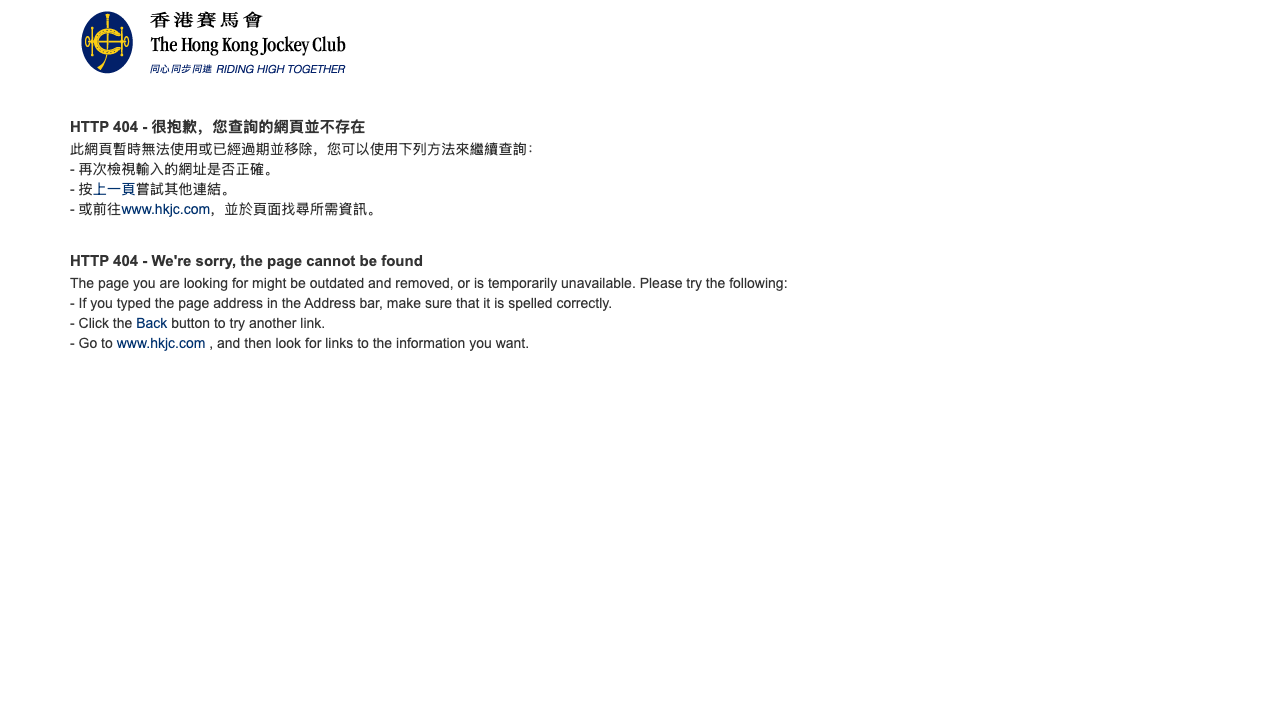 香港賽馬會
The Hong Kong Jockey Club
同心同步同進 RIDING HIGH TOGETHER
HTTP 404 - 很抱歉，您查詢的網頁並不存在
此網頁暫時無法使用或已經過期並移除，您可以使用下列方法來繼續查詢：
- 再次檢視輸入的網址是否正確。
- 按上一頁嘗試其他連結。
- 或前往www.hkjc.com，並於頁面找尋所需資訊。
HTTP 404 - We're sorry, the page cannot be found
The page you are looking for might be outdated and removed, or is temporarily unavailable. Please try the following:
- If you typed the page address in the Address bar, make sure that it is spelled correctly.
- Click the Back button to try another link.
- Go to www.hkjc.com , and then look for links to the information you want.